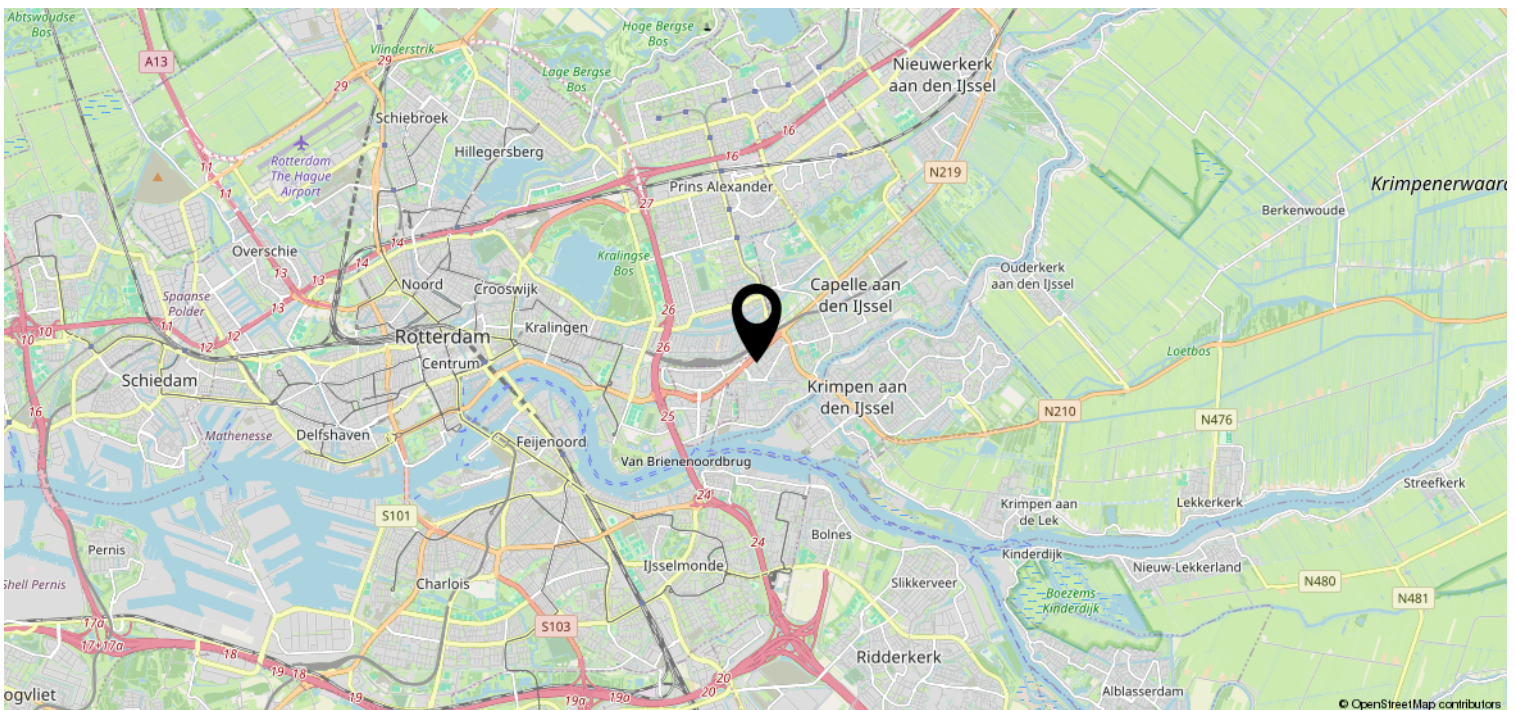 Abtswoudse
Bos
A13
Vlinderstrik
29
29
Hoge Bergse
Bos
Lage Bergse
Bos
Nieuwerkerk
aan den IJssel
Schiebroek
Hillegersberg
Rotterdam
The Hague
Airport
11
11
16
16
N219
Prins Alexander
27
Krimpenerwaard
Berkenwoude
Overschie
14
14
13
13
13
Kralingse
Bos
Noord
Crooswijk
Spaanse
Polder
Capelle aan
den IJssel
Ouderkerk
aan den IJssel
26
26
10
10
11
12
12
Kralingen
Rotterdam
Centrum
Loetbos
Schiedam
Krimpen aan
den IJssel
16
25
N210
N476
Mathenesse
Delfshaven
Feijenoord
Van Brienenoordbrug
Streefkerk
24
24
S101
Krimpen aan
de Lek
Lekkerkerk
Bolnes
Pernis
Shell Pernis
Charlois
IJsselmonde
Kinderdijk
Nieuw-Lekkerland
Slikkerveer
Boezems
Kinderdijk
N480
N481
S103
17a
17+17a
18
19
18
19
19a
19a
20
20
Ridderkerk
Alblasserdam
oogvliet
© OpenStreetMap contributors